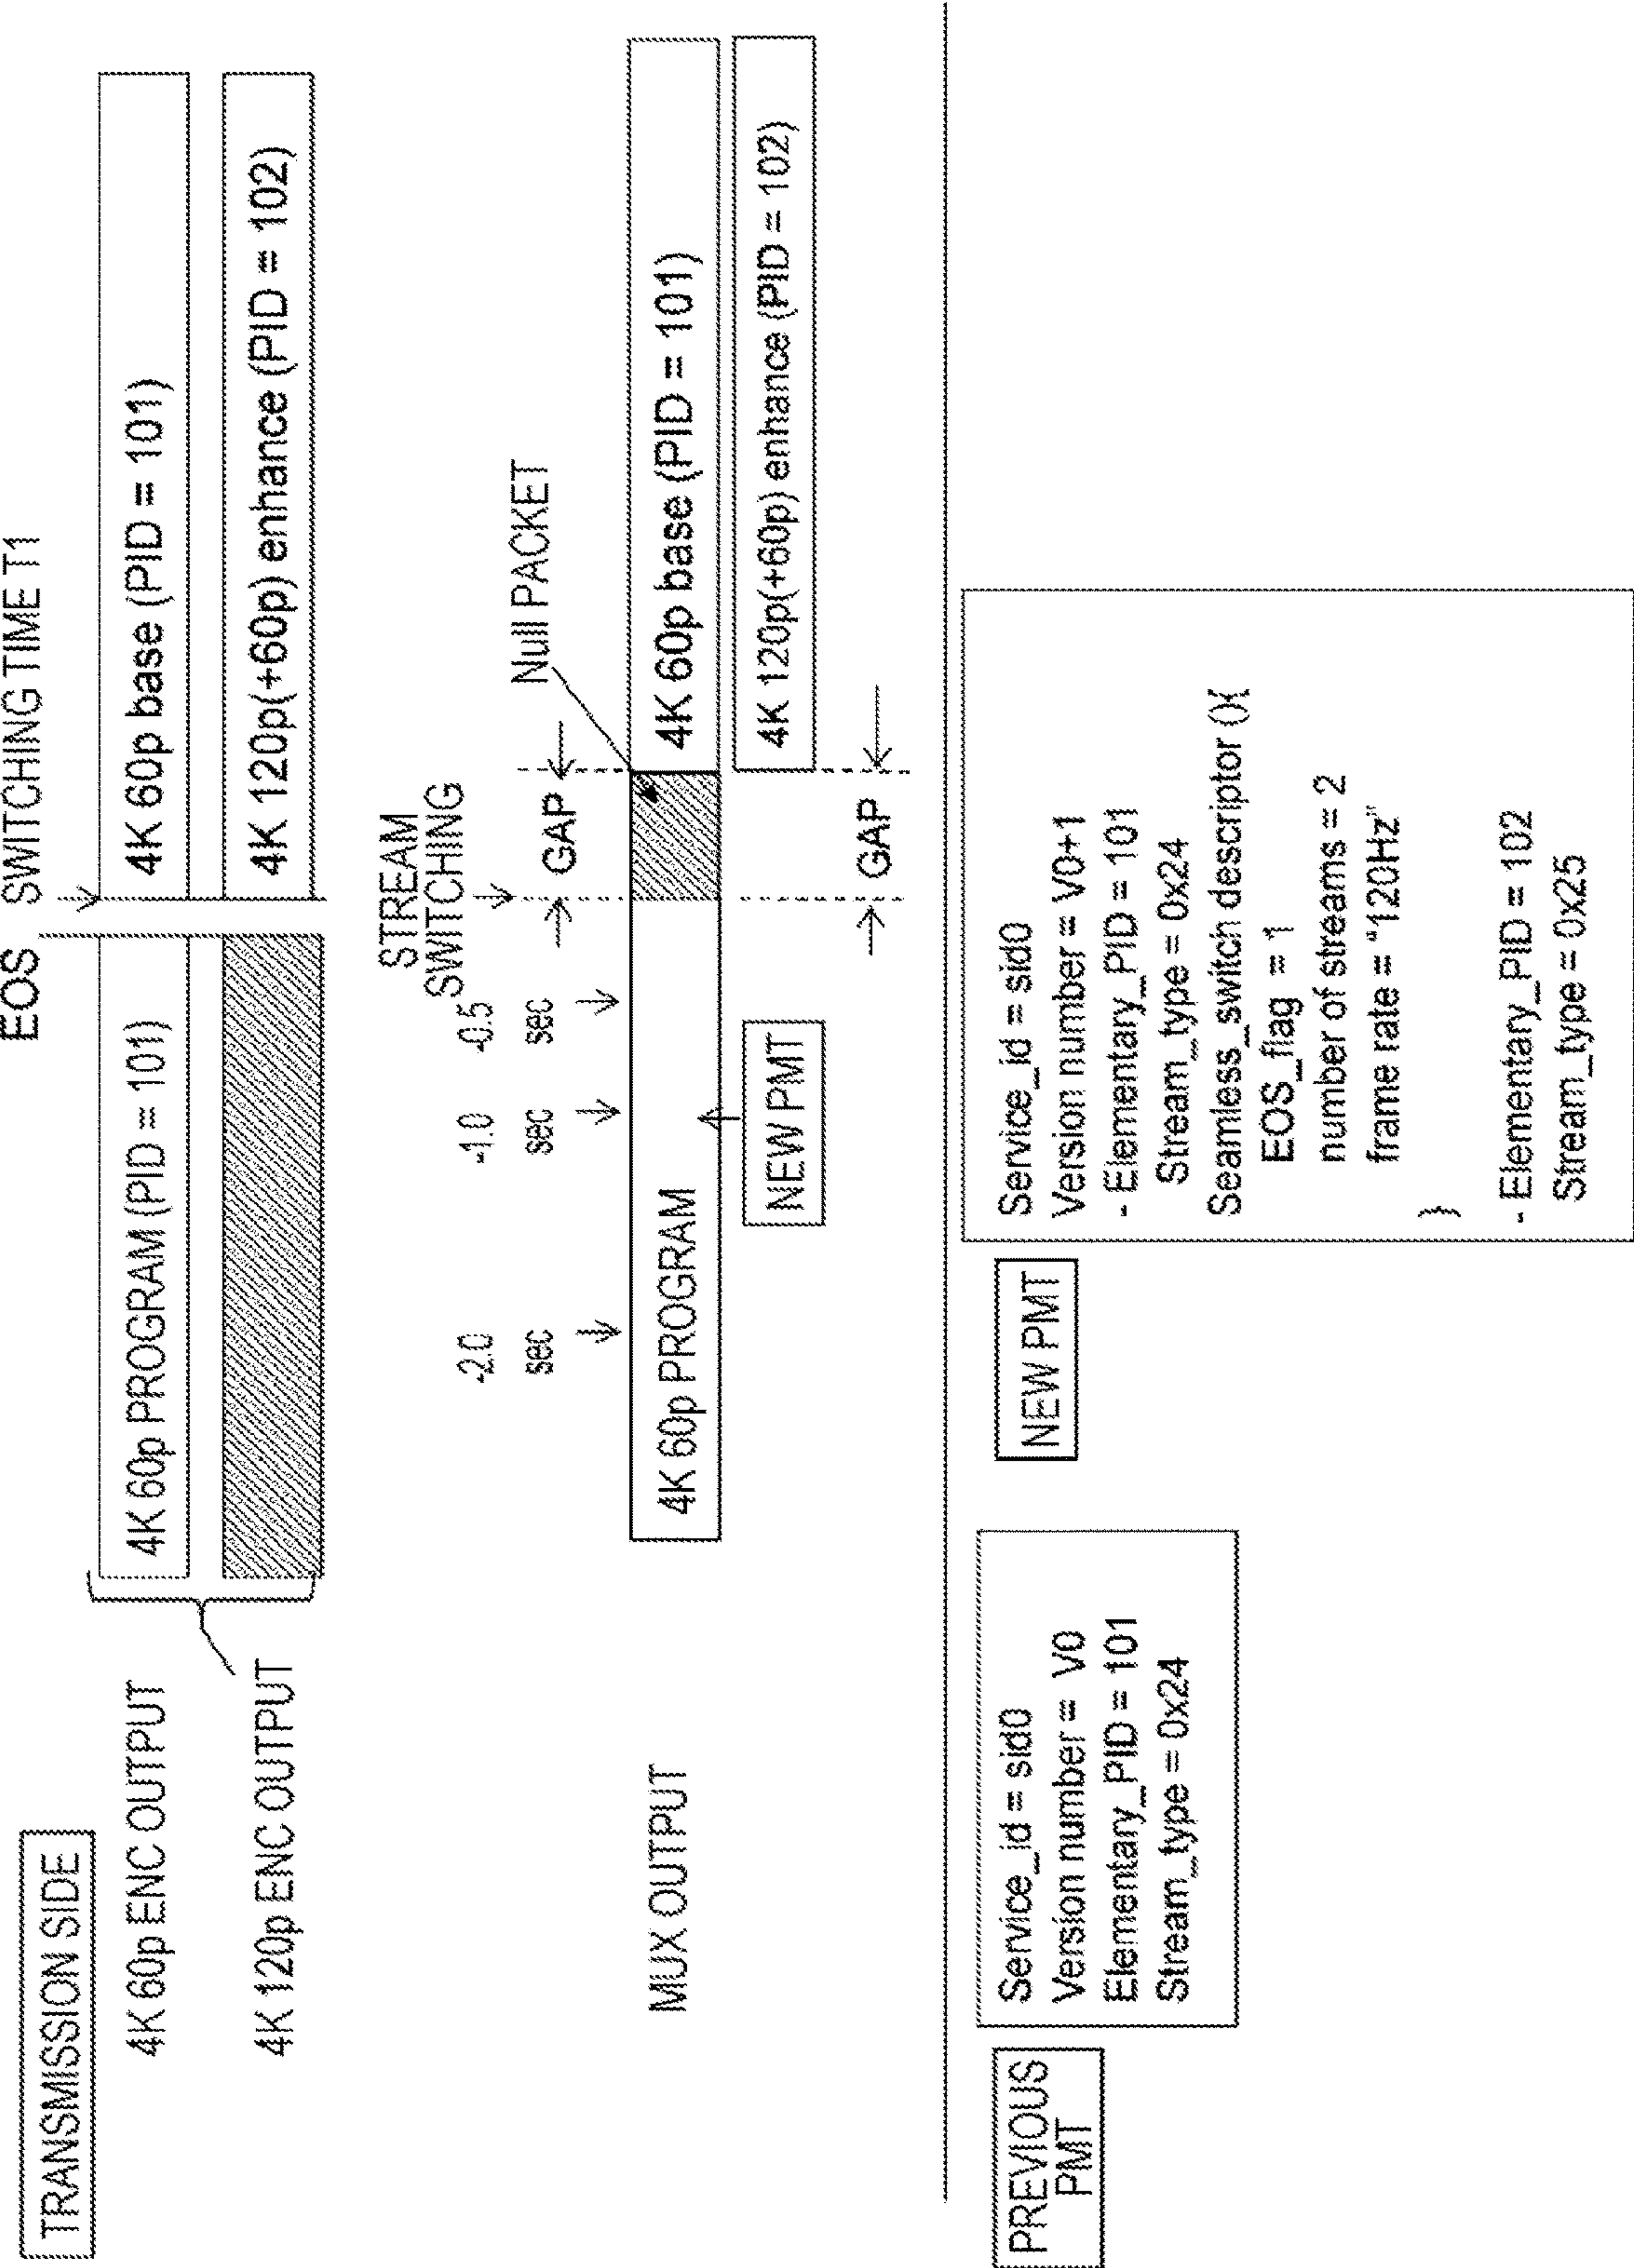 TRANSMISSION SIDE
EOS
SWITCHING TIME T1
4K 60p ENC OUTPUT
4K 60p PROGRAM (PID = 101)
4K 60p base (PID = 101)
4K 120p ENC OUTPUT
4K 120p(+60p) enhance (PID = 102)
STREAM
SWITCHING
-2.0
sec
-1.0
sec
-0.5
sec
GAP
Null PACKET
MUX OUTPUT
4K 60p PROGRAM
4K 60p base (PID = 101)
4K 120p(+60p) enhance (PID = 102)
NEW PMT
GAP
PREVIOUS
PMT
Service_id = sid0
Version number = V0
Elementary_PID = 101
Stream_type = 0x24
NEW PMT
Service_id = sid0
Version number = V0+1
- Elementary_PID = 101
Stream_type = 0x24
Seamless_switch descriptor (){
EOS_flag = 1
number of streams = 2
frame rate = “120Hz”
}
- Elementary_PID = 102
Stream_type = 0x25